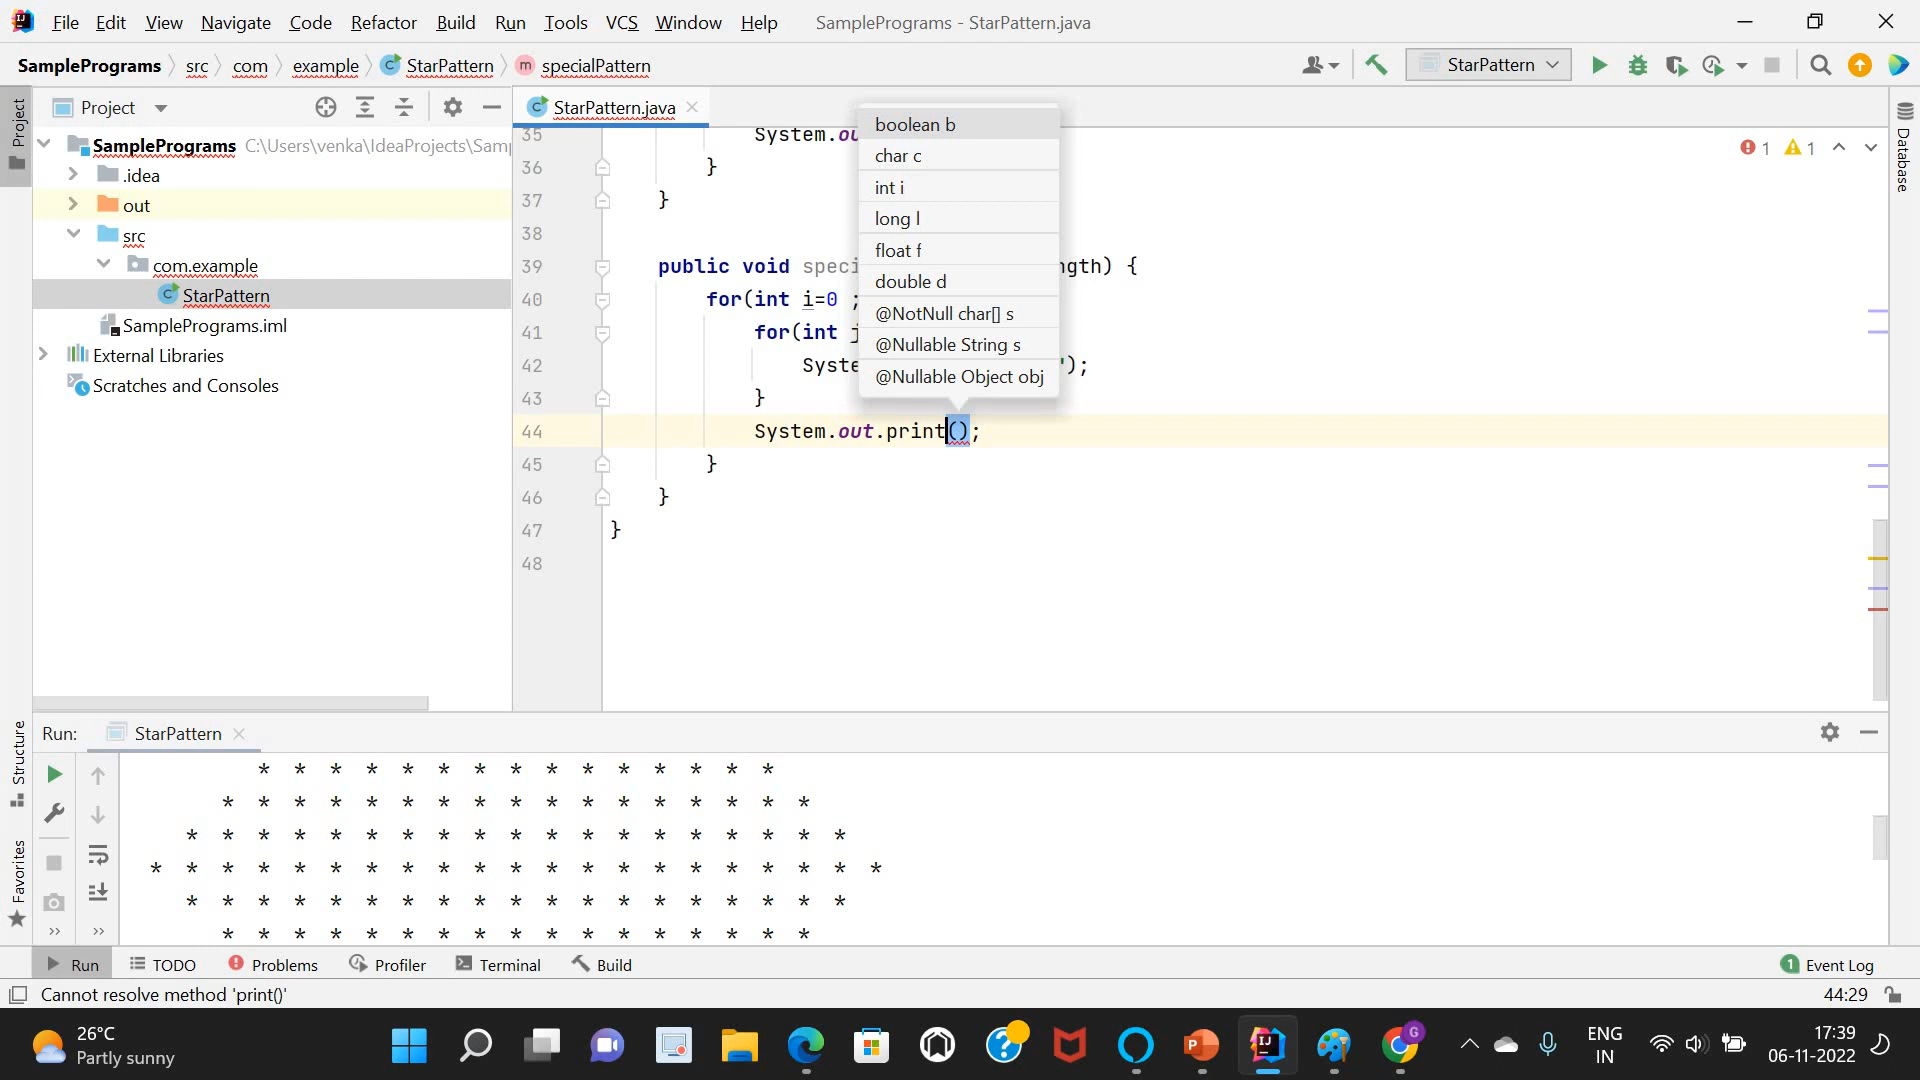 File Edit View Navigate Code Refactor Build Run Tools VCS Window Help SamplePrograms - StarPattern.java
SamplePrograms src com example StarPattern specialPattern StarPattern
Project
StarPattern.java
SamplePrograms C:\Users\venka\IdeaProjects\Sam
.idea
out
src
com.example
StarPattern
SamplePrograms.iml
External Libraries
Scratches and Consoles
Project
Structure
Favorites
Database
1 1
boolean b
char c
int i
long l
float f
double d
@NotNull char[] s
@Nullable String s
@Nullable Object obj
35 System.ou
36 }
37 }
38
39 public void speci ngth) {
40 for(int i=0 ;
41 for(int j
42 Syste ");
43 }
44 System.out.print();
45 }
46 }
47 }
48
Run: StarPattern
* * * * * * * * * * * * * * *
* * * * * * * * * * * * * * * * *
* * * * * * * * * * * * * * * * * * *
* * * * * * * * * * * * * * * * * * * * *
* * * * * * * * * * * * * * * * * * *
* * * * * * * * * * * * * * * * *
Run TODO Problems Profiler Terminal Build 1 Event Log
Cannot resolve method 'print()' 44:29
26°C
Partly sunny
ENG
IN
17:39
06-11-2022